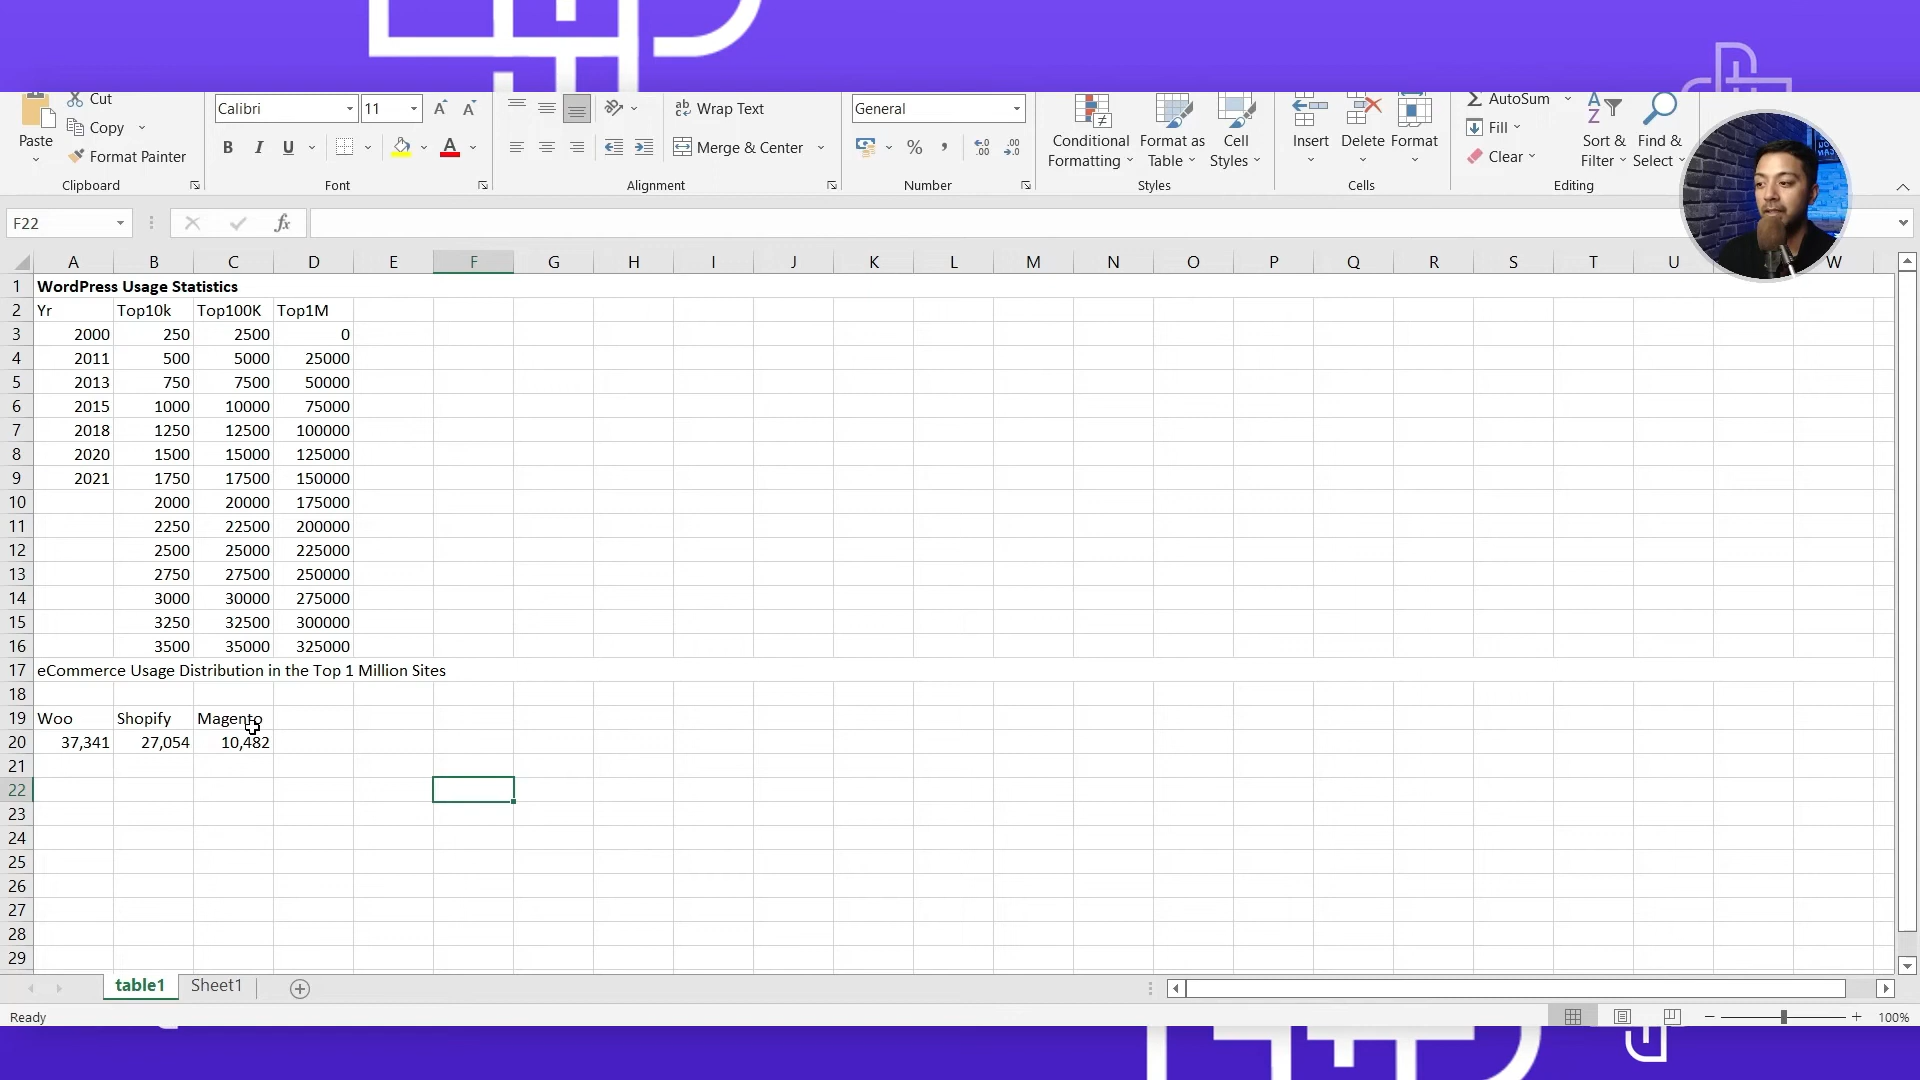 Cut
AutoSum
Calibri 11 Wrap Text General
Copy Fill
Paste Conditional Formatting Format as Table Cell Styles Insert Delete Format Sort & Filter Find & Select
Format Painter B I U A Merge & Center % , Clear
Clipboard Font Alignment Number Styles Cells Editing
F22 fx
A B C D E F G H I J K L M N O P Q R S T U W
1 WordPress Usage Statistics
2 Yr Top10k Top100K Top1M
3 2000 250 2500 0
4 2011 500 5000 25000
5 2013 750 7500 50000
6 2015 1000 10000 75000
7 2018 1250 12500 100000
8 2020 1500 15000 125000
9 2021 1750 17500 150000
10 2000 20000 175000
11 2250 22500 200000
12 2500 25000 225000
13 2750 27500 250000
14 3000 30000 275000
15 3250 32500 300000
16 3500 35000 325000
17 eCommerce Usage Distribution in the Top 1 Million Sites
18
19 Woo Shopify Magento
20 37,341 27,054 10,482
21
22
23
24
25
26
27
28
29
table1 Sheet1
Ready 100%